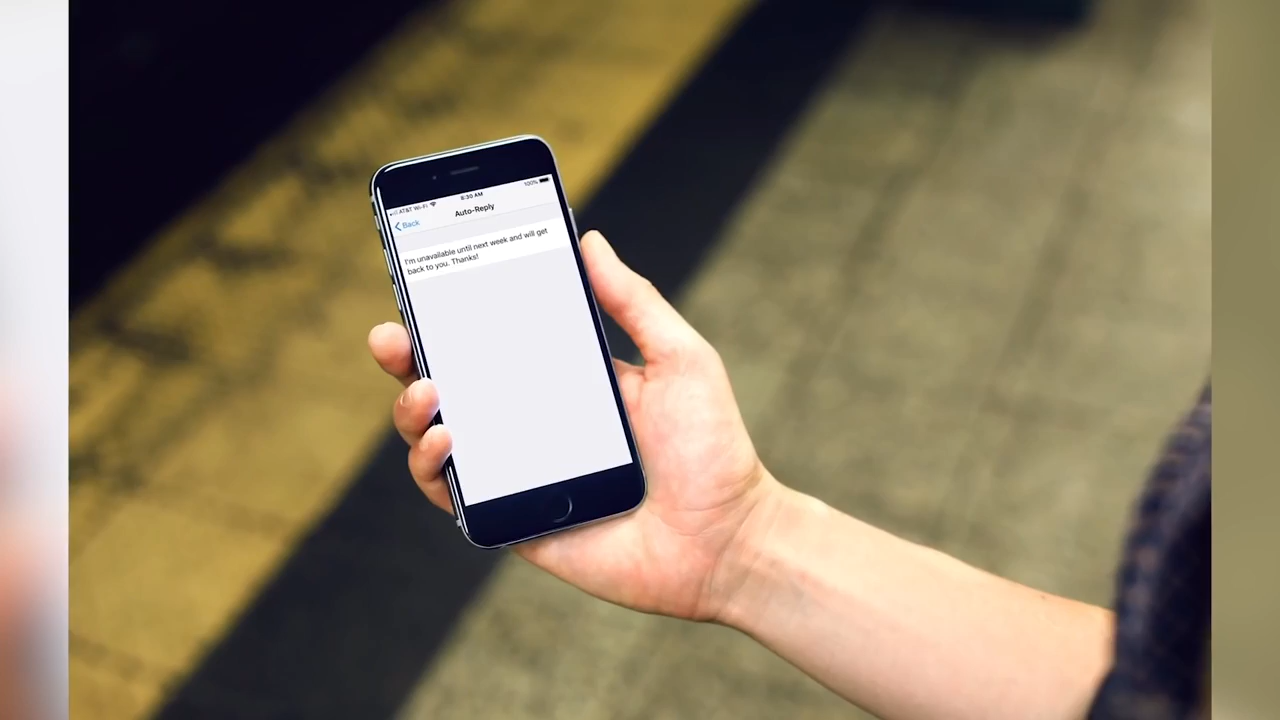 AT&T Wi-Fi 8:30 AM 100%
Back Auto-Reply
I'm unavailable until next week and will get
back to you. Thanks!